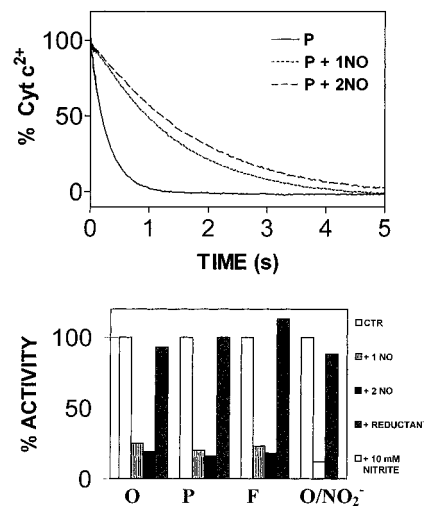 % Cyt c²⁺
100
50
0
P
P + 1NO
P + 2NO
0 1 2 3 4 5
TIME (s)
% ACTIVITY
100
50
0
CTR
+ 1 NO
+ 2 NO
+ REDUCTANT
+ 10 mM
NITRITE
O P F O/NO₂⁻